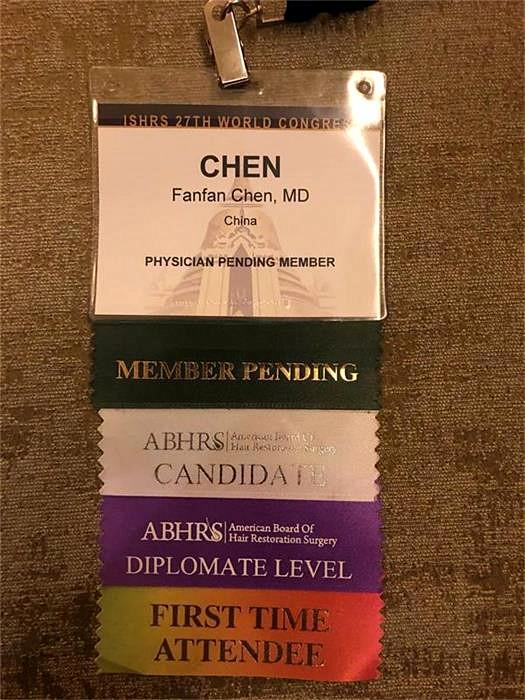 ISHRS 27TH WORLD CONGRES
CHEN
Fanfan Chen, MD
China
PHYSICIAN PENDING MEMBER
MEMBER PENDING
ABHRS American Board Of
Hair Restoration Surgery
CANDIDATE
ABHRS American Board Of
Hair Restoration Surgery
DIPLOMATE LEVEL
FIRST TIME
ATTENDEE